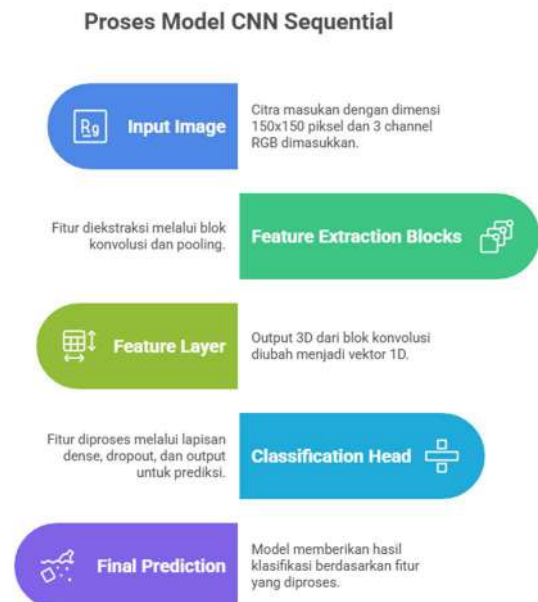 Proses Model CNN Sequential
Rg
Input Image
Citra masukan dengan dimensi
150x150 piksel dan 3 channel
RGB dimasukkan.
Fitur diekstraksi melalui blok
konvolusi dan pooling.
Feature Extraction Blocks
Feature Layer
Output 3D dari blok konvolusi
diubah menjadi vektor 1D.
Fitur diproses melalui lapisan
dense, dropout, dan output
untuk prediksi.
Classification Head
Final Prediction
Model memberikan hasil
klasifikasi berdasarkan fitur
yang diproses.